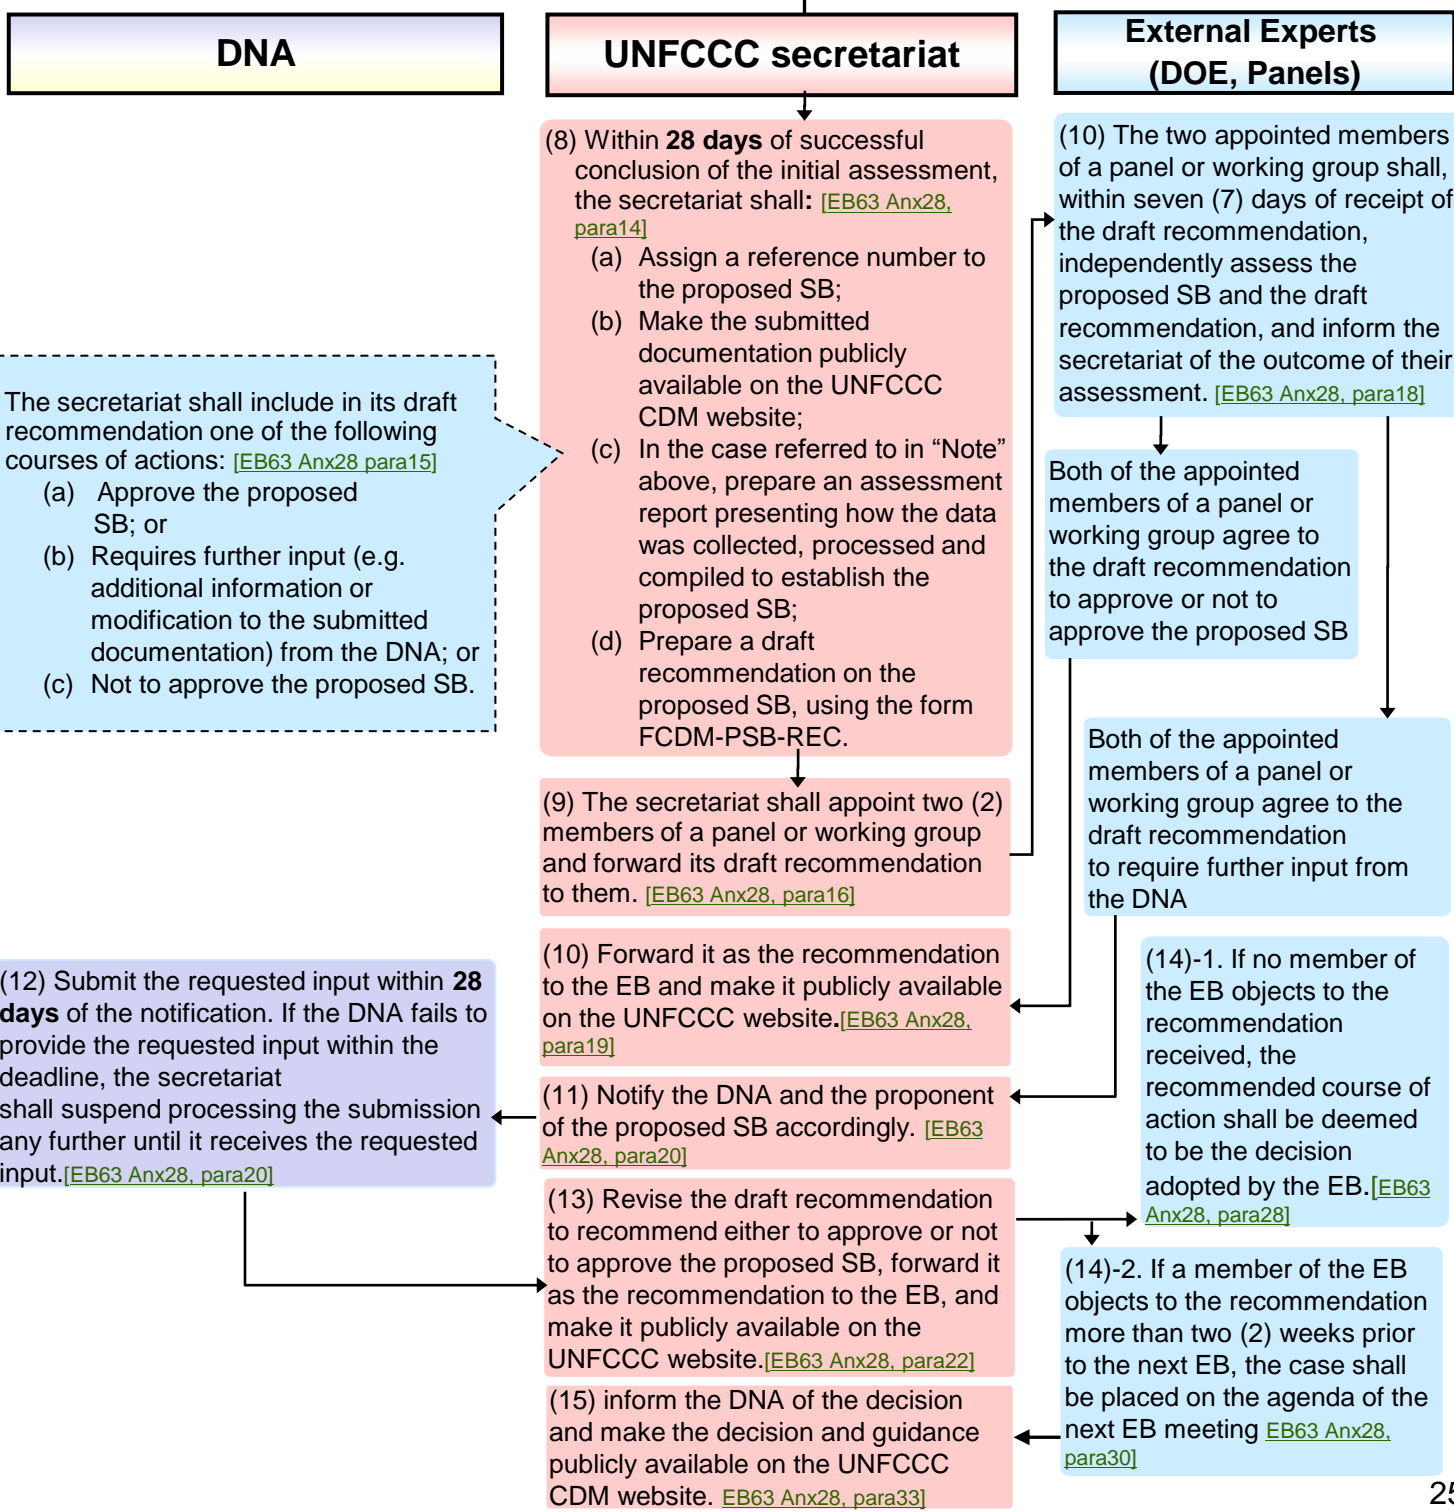 DNA
UNFCCC secretariat
External Experts
(DOE, Panels)
(8) Within 28 days of successful
conclusion of the initial assessment,
the secretariat shall: [EB63 Anx28,
para14]
(a) Assign a reference number to
the proposed SB;
(b) Make the submitted
documentation publicly
available on the UNFCCC
CDM website;
(c) In the case referred to in “Note”
above, prepare an assessment
report presenting how the data
was collected, processed and
compiled to establish the
proposed SB;
(d) Prepare a draft
recommendation on the
proposed SB, using the form
FCDM-PSB-REC.
The secretariat shall include in its draft
recommendation one of the following
courses of actions: [EB63 Anx28 para15]
(a) Approve the proposed
SB; or
(b) Requires further input (e.g.
additional information or
modification to the submitted
documentation) from the DNA; or
(c) Not to approve the proposed SB.
(9) The secretariat shall appoint two (2)
members of a panel or working group
and forward its draft recommendation
to them. [EB63 Anx28, para16]
(10) The two appointed members
of a panel or working group shall,
within seven (7) days of receipt of
the draft recommendation,
independently assess the
proposed SB and the draft
recommendation, and inform the
secretariat of the outcome of their
assessment. [EB63 Anx28, para18]
Both of the appointed
members of a panel or
working group agree to
the draft recommendation
to approve or not to
approve the proposed SB
Both of the appointed
members of a panel or
working group agree to the
draft recommendation
to require further input from
the DNA
(10) Forward it as the recommendation
to the EB and make it publicly available
on the UNFCCC website.[EB63 Anx28,
para19]
(11) Notify the DNA and the proponent
of the proposed SB accordingly. [EB63
Anx28, para20]
(12) Submit the requested input within 28
days of the notification. If the DNA fails to
provide the requested input within the
deadline, the secretariat
shall suspend processing the submission
any further until it receives the requested
input.[EB63 Anx28, para20]
(13) Revise the draft recommendation
to recommend either to approve or not
to approve the proposed SB, forward it
as the recommendation to the EB, and
make it publicly available on the
UNFCCC website.[EB63 Anx28, para22]
(14)-1. If no member of
the EB objects to the
recommendation
received, the
recommended course of
action shall be deemed
to be the decision
adopted by the EB.[EB63
Anx28, para28]
(14)-2. If a member of the EB
objects to the recommendation
more than two (2) weeks prior
to the next EB, the case shall
be placed on the agenda of the
next EB meeting EB63 Anx28,
para30]
(15) inform the DNA of the decision
and make the decision and guidance
publicly available on the UNFCCC
CDM website. EB63 Anx28, para33]
25